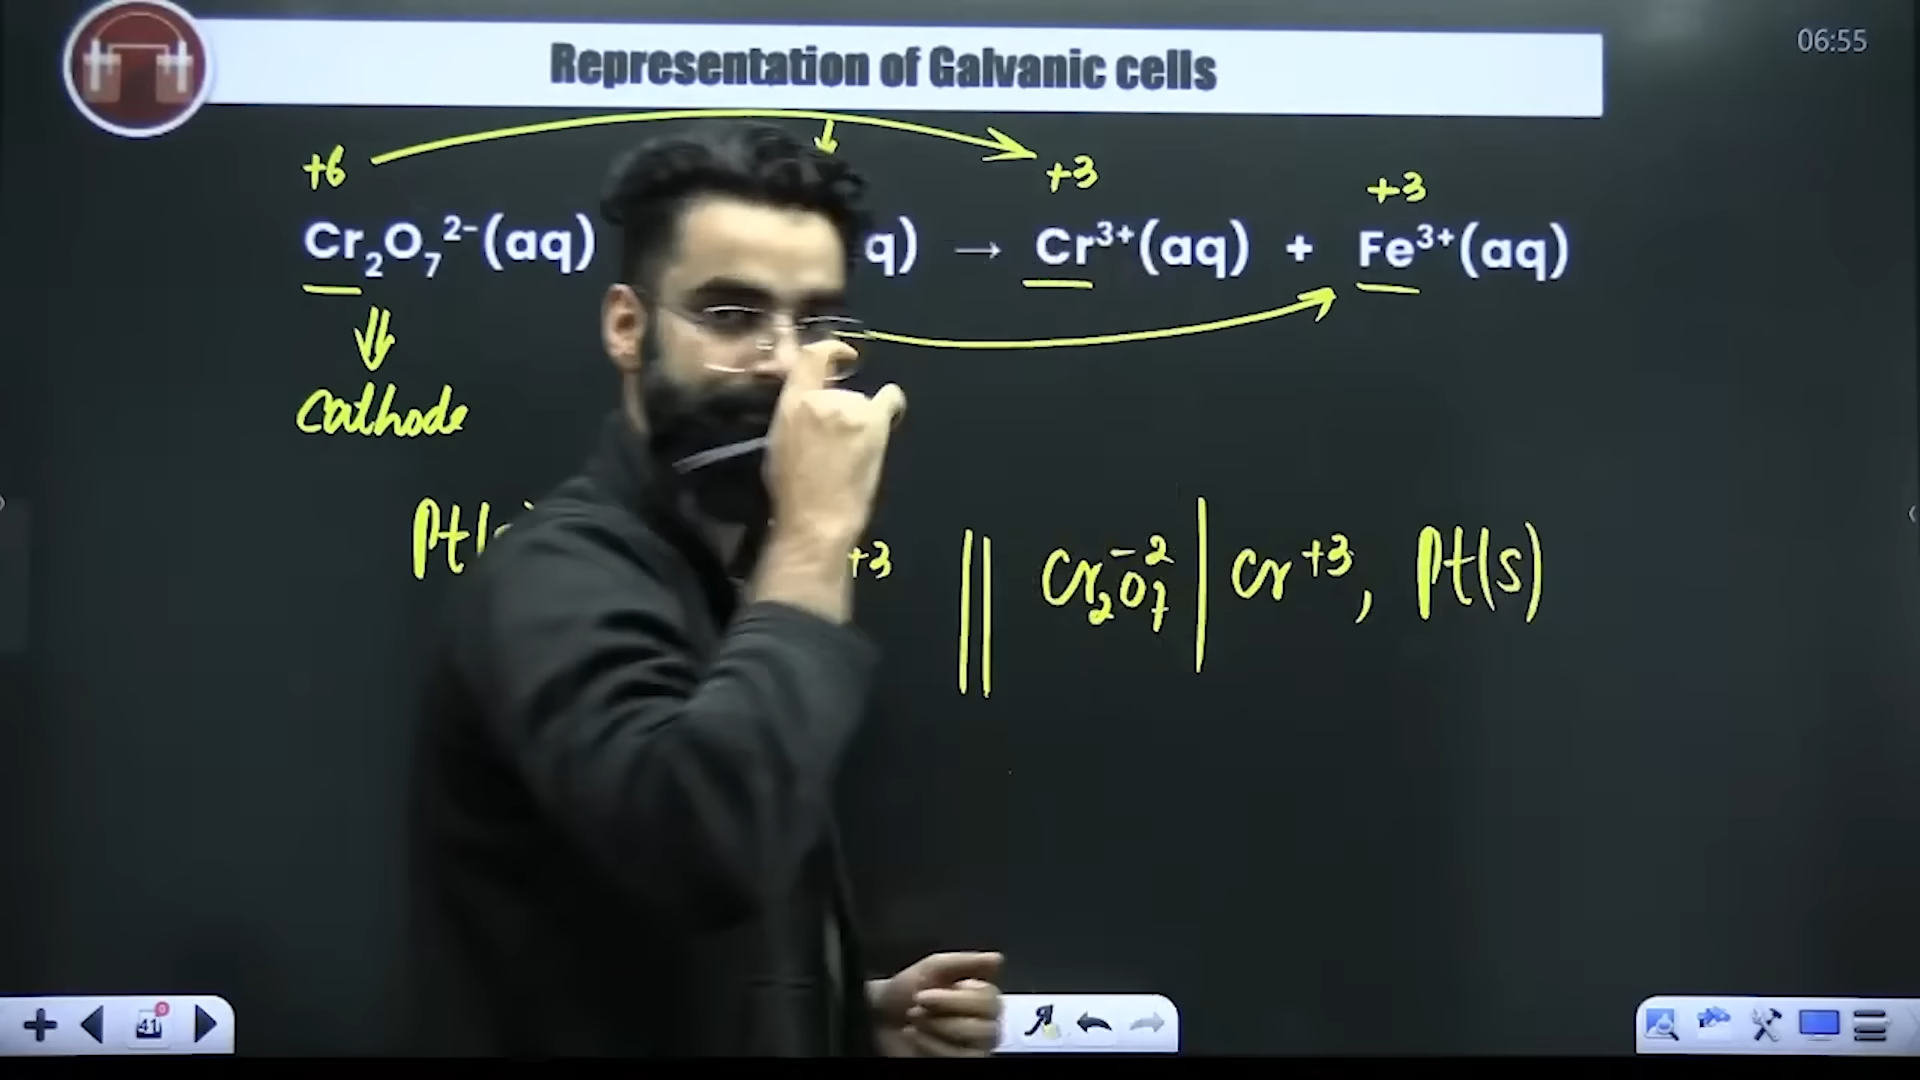 Representation of Galvanic cells
06:55
+6 +3 +3
Cr₂O₇²⁻(aq) q) → Cr³⁺(aq) + Fe³⁺(aq)
Cathode
Pt( +3 || Cr₂O₇⁻² | Cr⁺³, Pt(s)
41
0